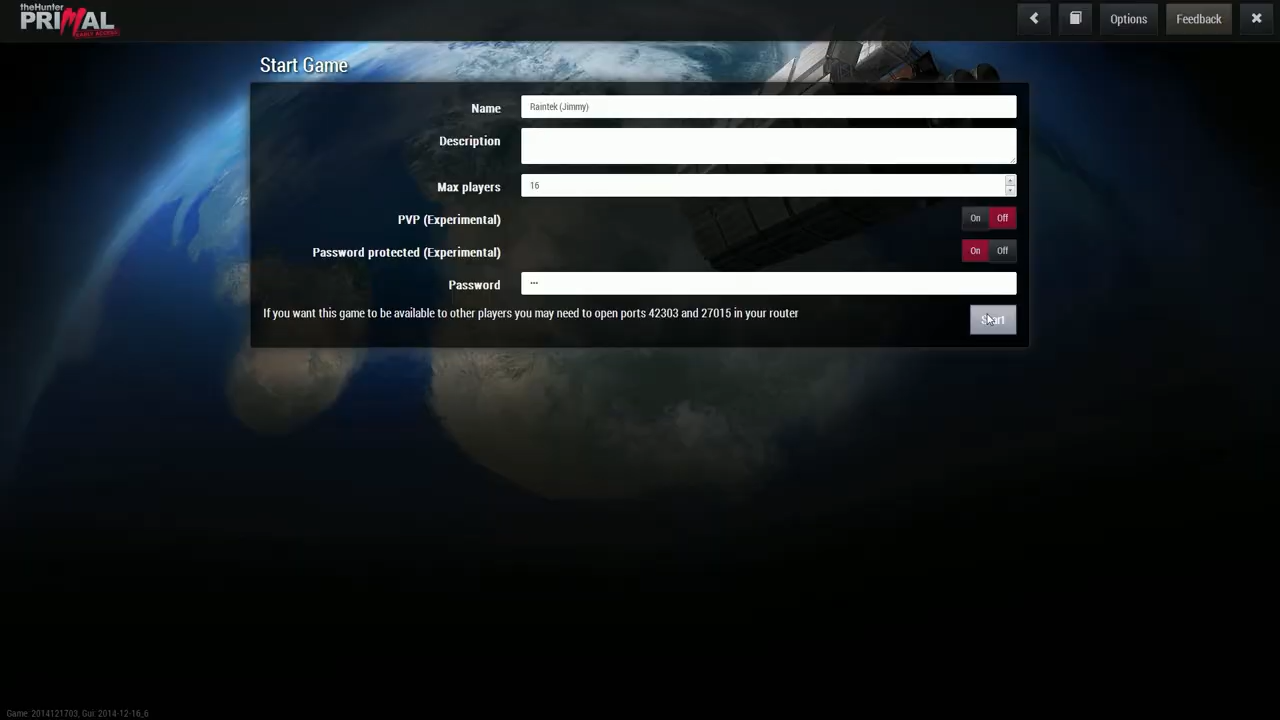 theHunter
PRIMAL
EARLY ACCESS
Options
Feedback
Start Game
Name
Raintek (Jimmy)
Description
Max players
16
PVP (Experimental)
On
Off
Password protected (Experimental)
On
Off
Password
•••
If you want this game to be available to other players you may need to open ports 42303 and 27015 in your router
Start
Game: 2014121703, Gui: 2014-12-16_6